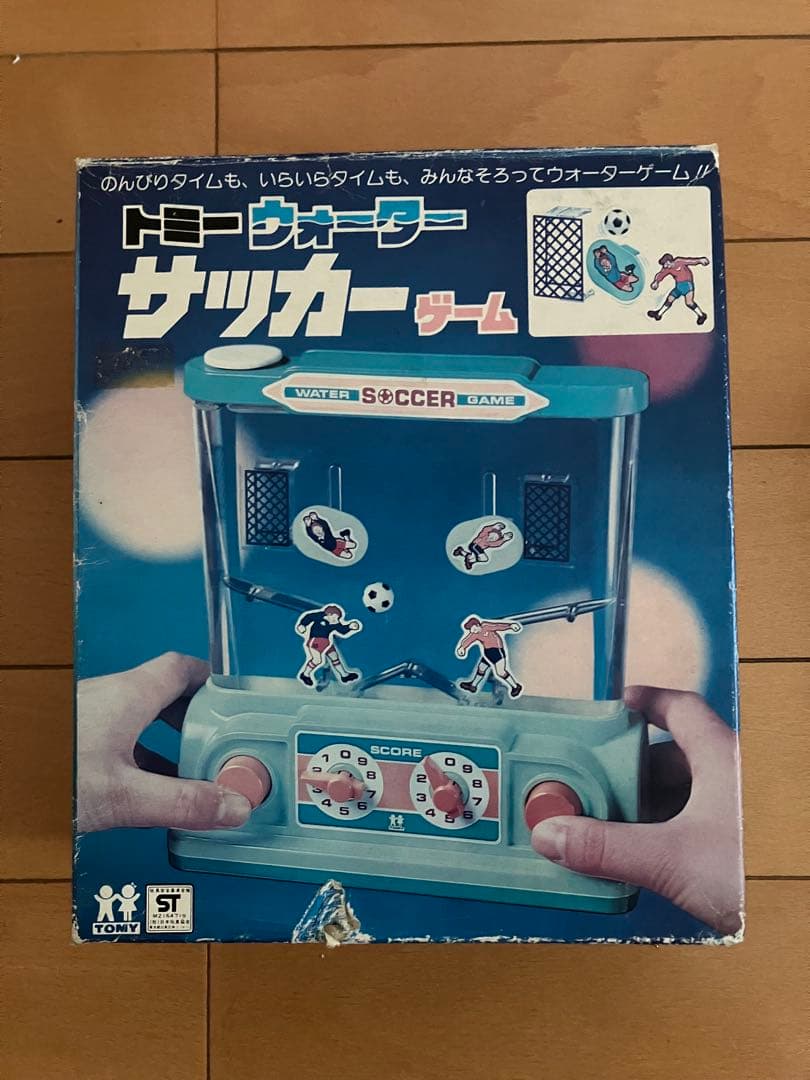 のんびりタイムも、いらいらタイムも、みんなそろってウォーターゲーム!!
トミー ウォーター
サッカーゲーム
WATER SOCCER GAME
SCORE
1 0 9 8 7 6 5 4 3
1 0 9 8 7 6 5 4 3 2
TOMY
ST